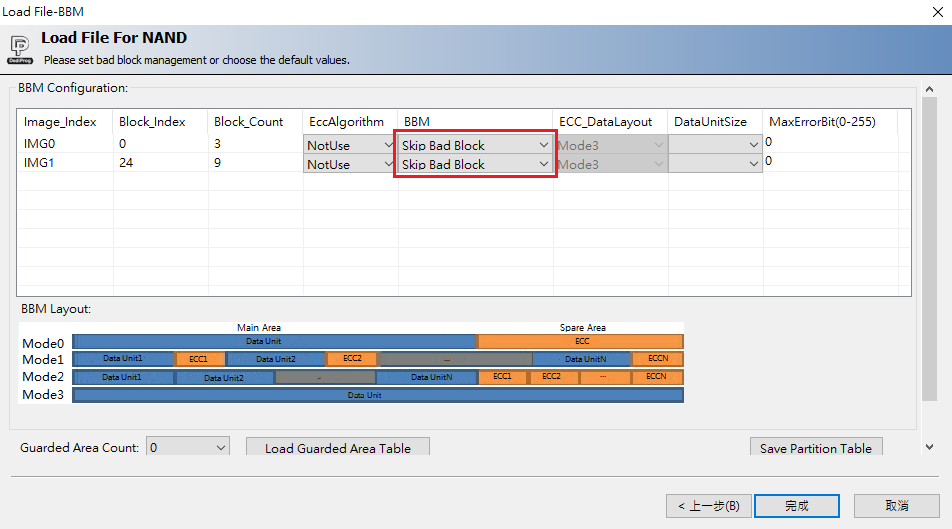 Load File-BBM
DediProg
Load File For NAND
Please set bad block management or choose the default values.
BBM Configuration:
Image_Index Block_Index Block_Count EccAlgorithm BBM ECC_DataLayout DataUnitSize MaxErrorBit(0-255)
IMG0 0 3 NotUse Skip Bad Block Mode3 0
IMG1 24 9 NotUse Skip Bad Block Mode3 0
BBM Layout:
Main Area Spare Area
Mode0 Data Unit ECC
Mode1 Data Unit1 ECC1 Data Unit2 ECC2 ... Data UnitN ECCN
Mode2 Data Unit1 Data Unit2 ... Data UnitN ECC1 ECC2 ... ECCN
Mode3 Data Unit
Guarded Area Count: 0 Load Guarded Area Table Save Partition Table
< 上一步(B) 完成 取消